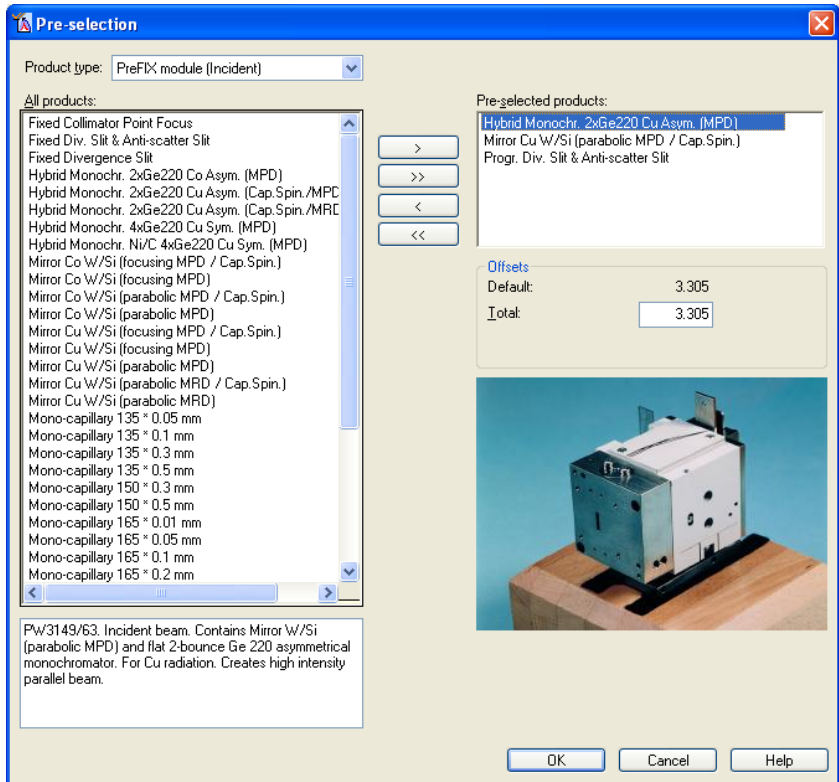 Pre-selection
Product type: PreFIX module (Incident)
All products:
Fixed Collimator Point Focus
Fixed Div. Slit & Anti-scatter Slit
Fixed Divergence Slit
Hybrid Monochr. 2xGe220 Co Asym. (MPD)
Hybrid Monochr. 2xGe220 Cu Asym. (Cap.Spin./MPD
Hybrid Monochr. 2xGe220 Cu Asym. (Cap.Spin./MRD
Hybrid Monochr. 4xGe220 Cu Sym. (MPD)
Hybrid Monochr. Ni/C 4xGe220 Cu Sym. (MPD)
Mirror Co W/Si (focusing MPD / Cap.Spin.)
Mirror Co W/Si (focusing MPD)
Mirror Co W/Si (parabolic MPD / Cap.Spin.)
Mirror Co W/Si (parabolic MPD)
Mirror Cu W/Si (focusing MPD / Cap.Spin.)
Mirror Cu W/Si (focusing MPD)
Mirror Cu W/Si (parabolic MPD)
Mirror Cu W/Si (parabolic MRD / Cap.Spin.)
Mirror Cu W/Si (parabolic MRD)
Mono-capillary 135 * 0.05 mm
Mono-capillary 135 * 0.1 mm
Mono-capillary 135 * 0.3 mm
Mono-capillary 135 * 0.5 mm
Mono-capillary 150 * 0.3 mm
Mono-capillary 150 * 0.5 mm
Mono-capillary 165 * 0.01 mm
Mono-capillary 165 * 0.05 mm
Mono-capillary 165 * 0.1 mm
Mono-capillary 165 * 0.2 mm
PW3149/63. Incident beam. Contains Mirror W/Si
(parabolic MPD) and flat 2-bounce Ge 220 asymmetrical
monochromator. For Cu radiation. Creates high intensity
parallel beam.
>
>>
<
<<
Pre-selected products:
Hybrid Monochr. 2xGe220 Cu Asym. (MPD)
Mirror Cu W/Si (parabolic MPD / Cap.Spin.)
Progr. Div. Slit & Anti-scatter Slit
Offsets
Default: 3.305
Total: 3.305
OK Cancel Help